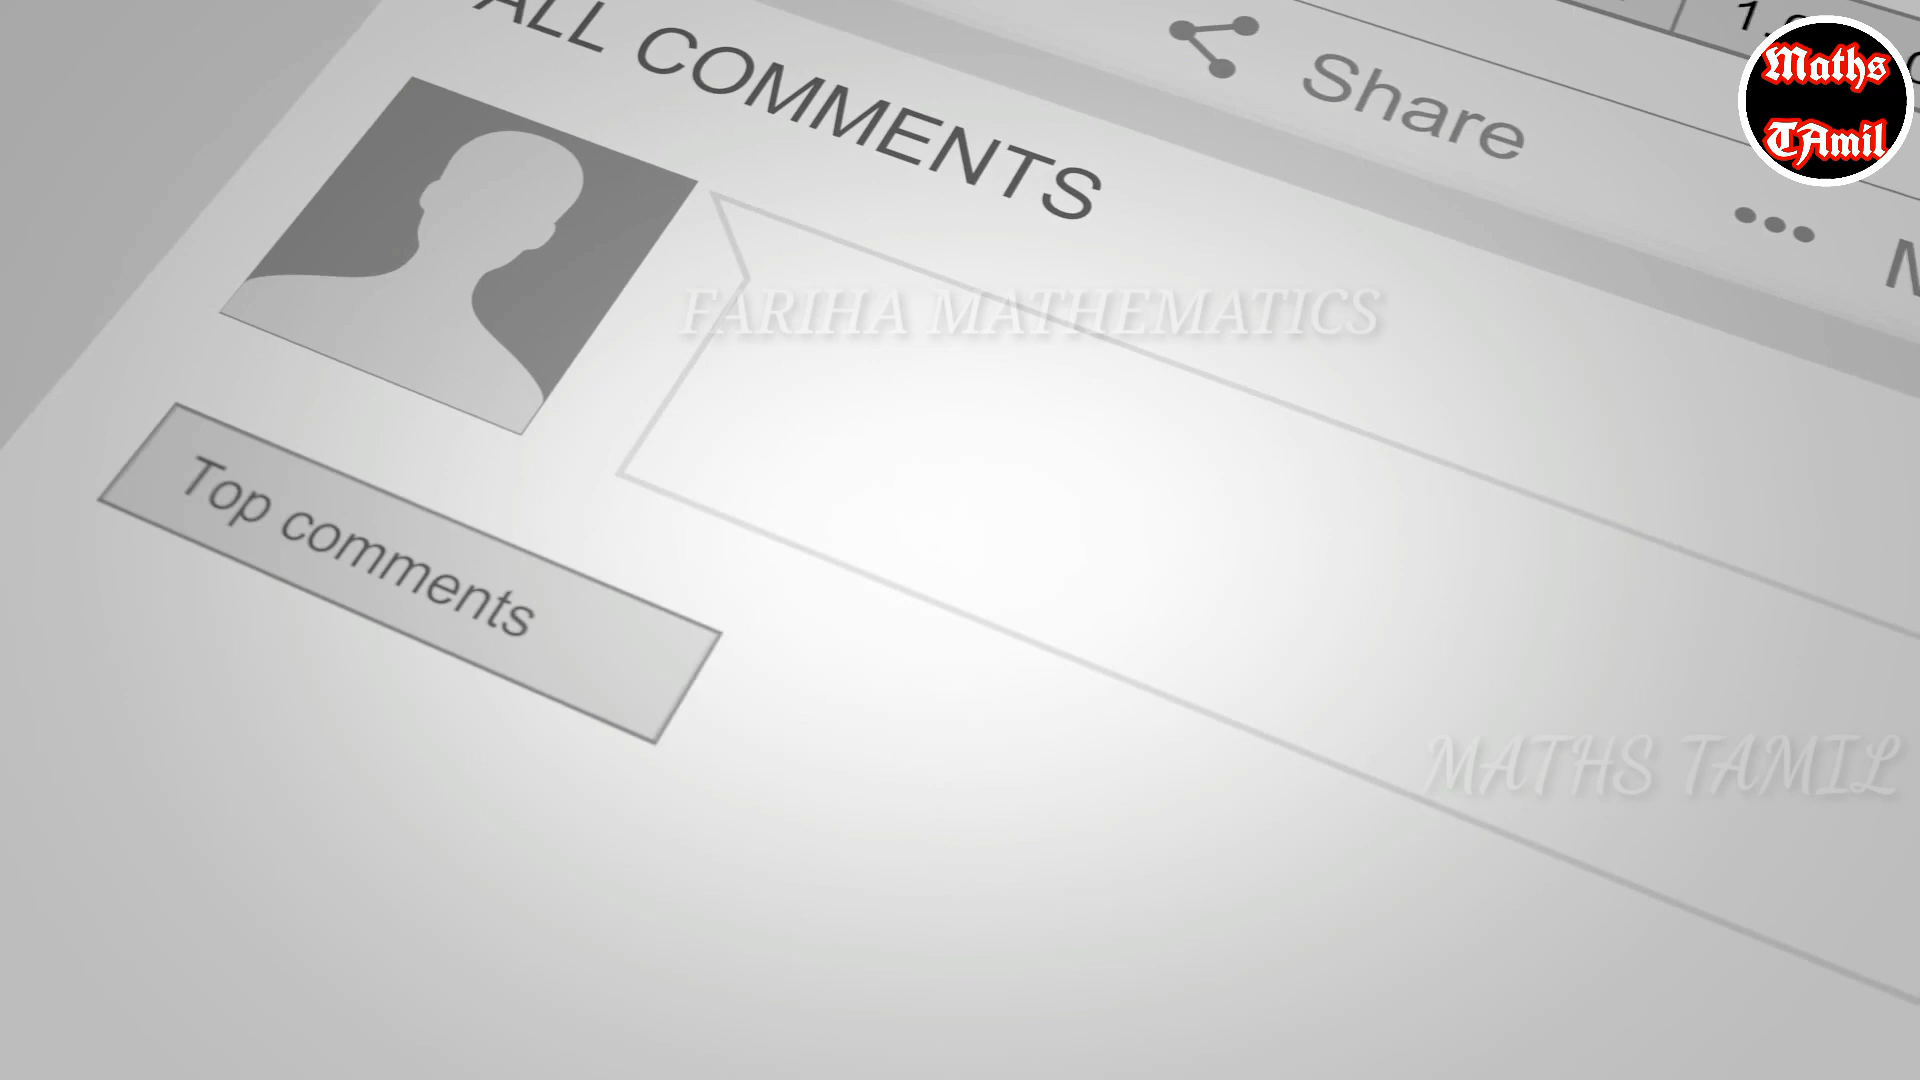 ALL COMMENTS
Share
Maths
TAmil
FARIHA MATHEMATICS
Top comments
MATHS TAMIL